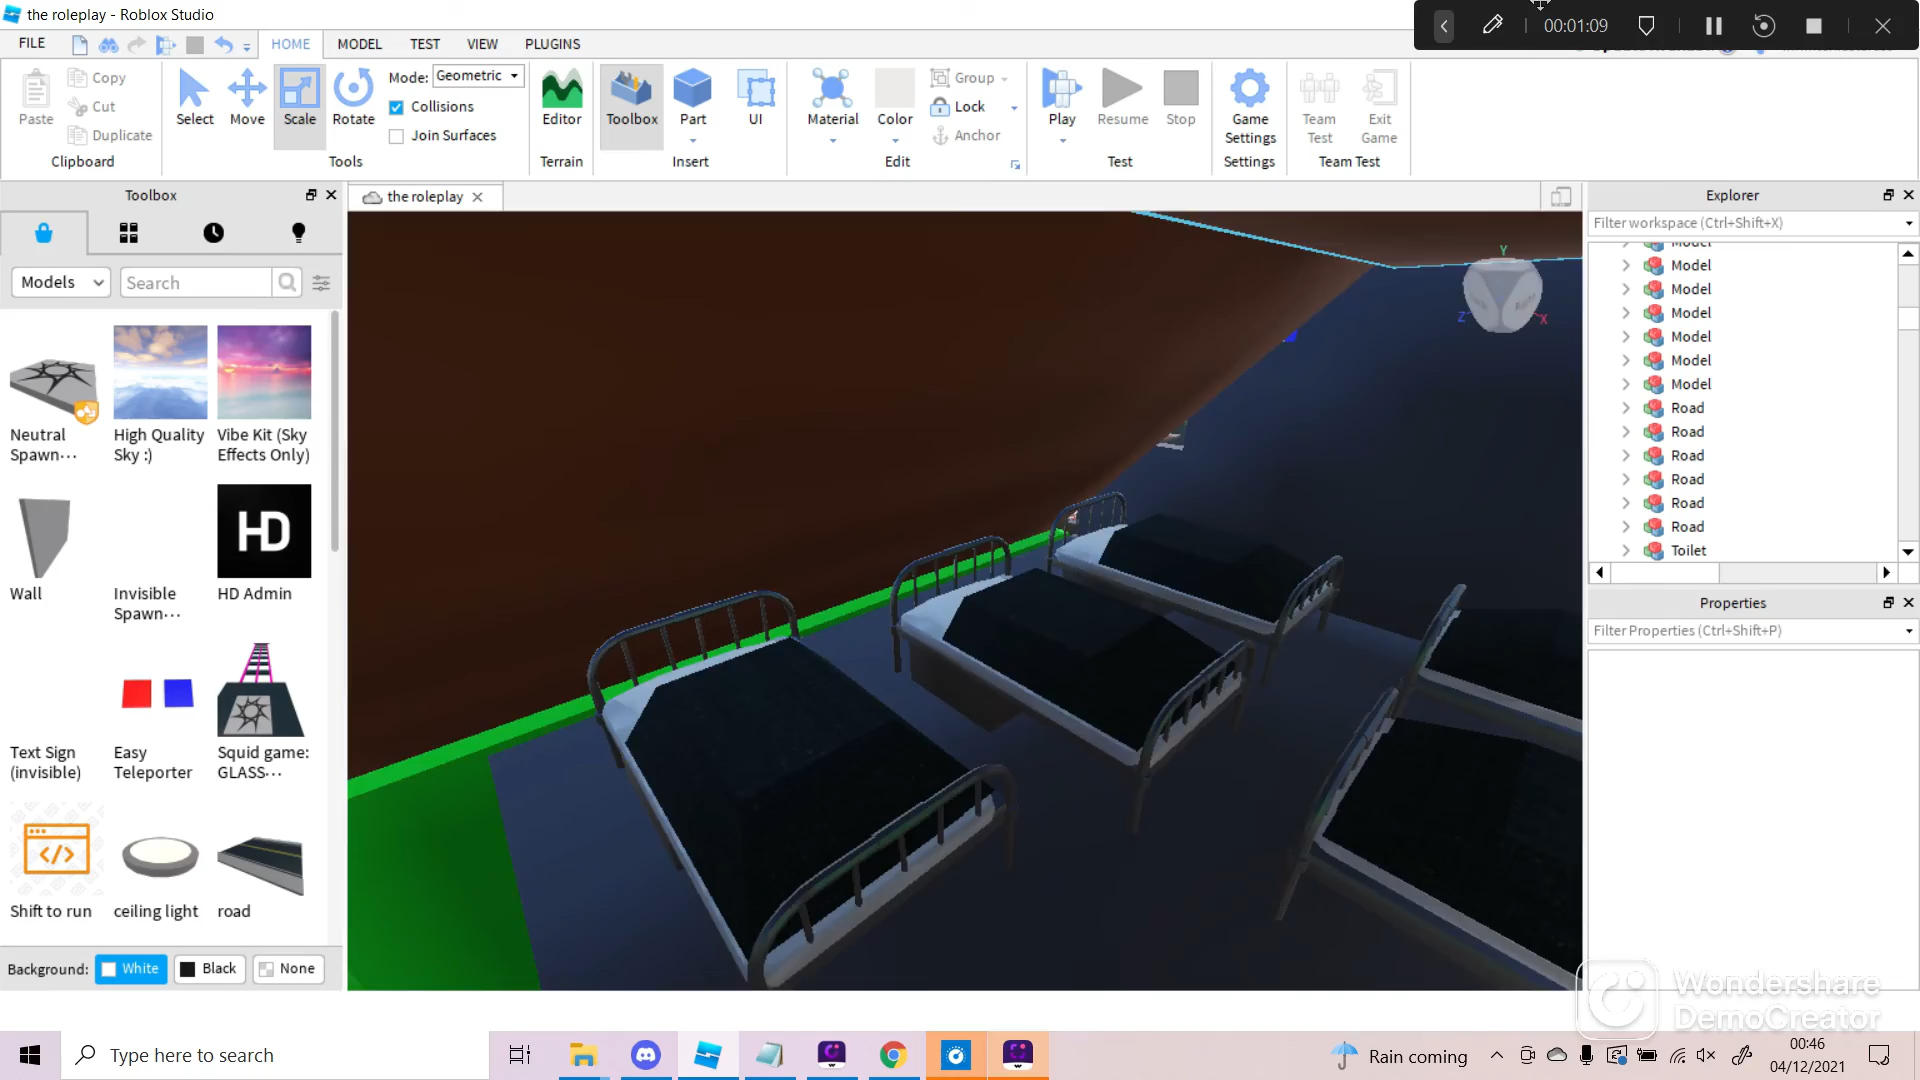 the roleplay - Roblox Studio
00:01:09
FILE
HOME
MODEL
TEST
VIEW
PLUGINS
Paste
Copy
Cut
Duplicate
Clipboard
Select
Move
Scale
Rotate
Mode: Geometric
Collisions
Join Surfaces
Tools
Editor
Terrain
Toolbox
Part
UI
Insert
Material
Color
Group
Lock
Anchor
Edit
Play
Resume
Stop
Test
Game
Settings
Settings
Team
Test
Exit
Game
Team Test
Toolbox
Models
Search
Neutral
Spawn...
High Quality
Sky :)
Vibe Kit (Sky
Effects Only)
Wall
Invisible
Spawn...
HD
HD Admin
Text Sign
(invisible)
Easy
Teleporter
Squid game:
GLASS...
Shift to run
ceiling light
road
Background:
White
Black
None
the roleplay
Y
Z
X
Explorer
Filter workspace (Ctrl+Shift+X)
Model
Model
Model
Model
Model
Model
Model
Road
Road
Road
Road
Road
Road
Toilet
Properties
Filter Properties (Ctrl+Shift+P)
Wondershare
DemoCreator
Type here to search
Rain coming
00:46
04/12/2021